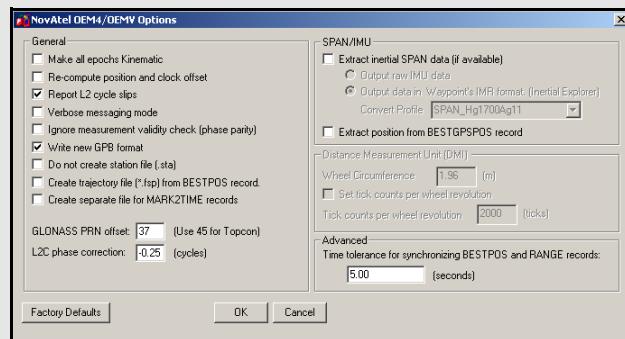 NovAtel OEM4/OEMV Options
General
Make all epochs Kinematic
Re-compute position and clock offset
Report L2 cycle slips
Verbose messaging mode
Ignore measurement validity check (phase parity)
Write new GPB format
Do not create station file (.sta)
Create trajectory file (*.fsp) from BESTPOS record.
Create separate file for MARK2TIME records
GLONASS PRN offset: 37 (Use 45 for Topcon)
L2C phase correction: -0.25 (cycles)
SPAN/IMU
Extract inertial SPAN data (if available)
Output raw IMU data
Output data in Waypoint's IMR format. (Inertial Explorer)
Convert Profile SPAN_Hg1700Ag11
Extract position from BESTGPSPOS record
Distance Measurement Unit (DMI)
Wheel Circumference 1.96 (m)
Set tick counts per wheel revolution
Tick counts per wheel revolution 2000 (ticks)
Advanced
Time tolerance for synchronizing BESTPOS and RANGE records:
5.00 (seconds)
Factory Defaults
OK
Cancel